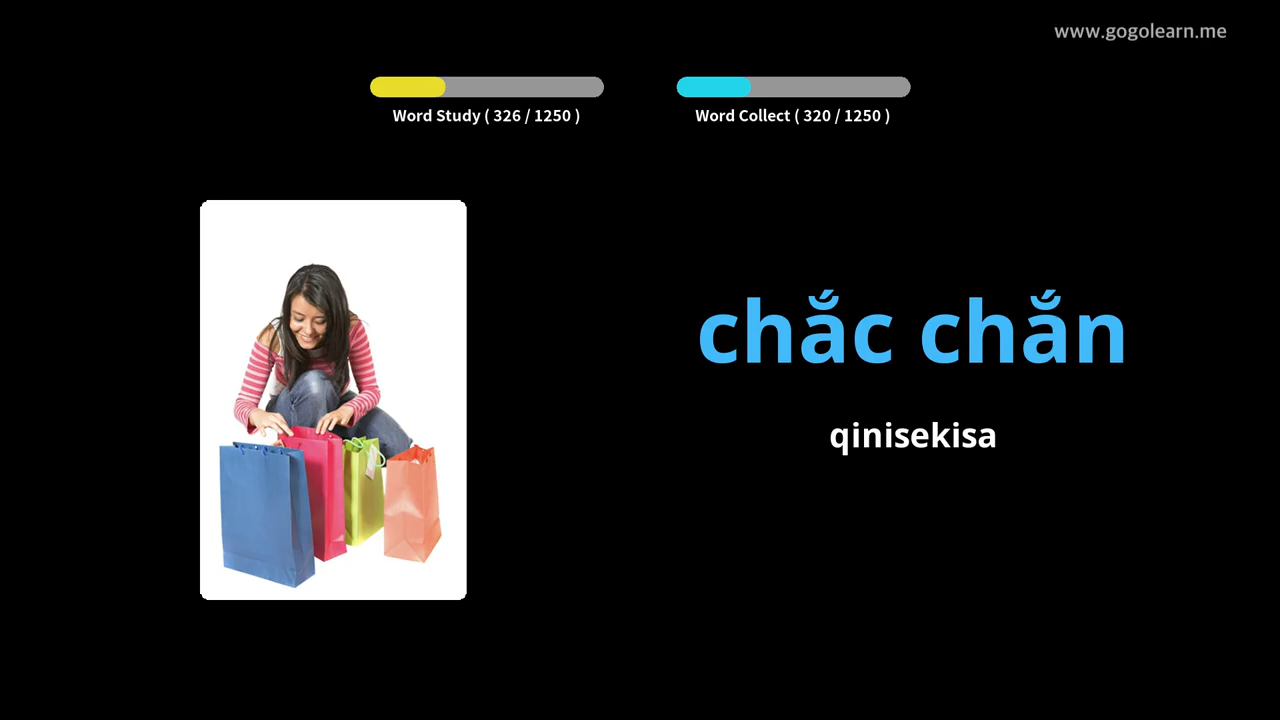 www.gogolearn.me
Word Study ( 326 / 1250 )
Word Collect ( 320 / 1250 )
chắc chắn
qinisekisa